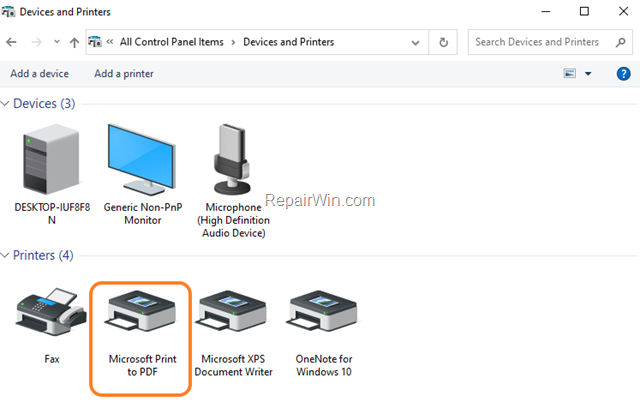 Devices and Printers
All Control Panel Items > Devices and Printers
Search Devices and Printers
Add a device
Add a printer
?
Devices (3)
DESKTOP-IUF8F8
N
Generic Non-PnP
Monitor
Microphone
(High Definition
Audio Device)
RepairWin.com
Printers (4)
Fax
Microsoft Print
to PDF
Microsoft XPS
Document Writer
OneNote for
Windows 10